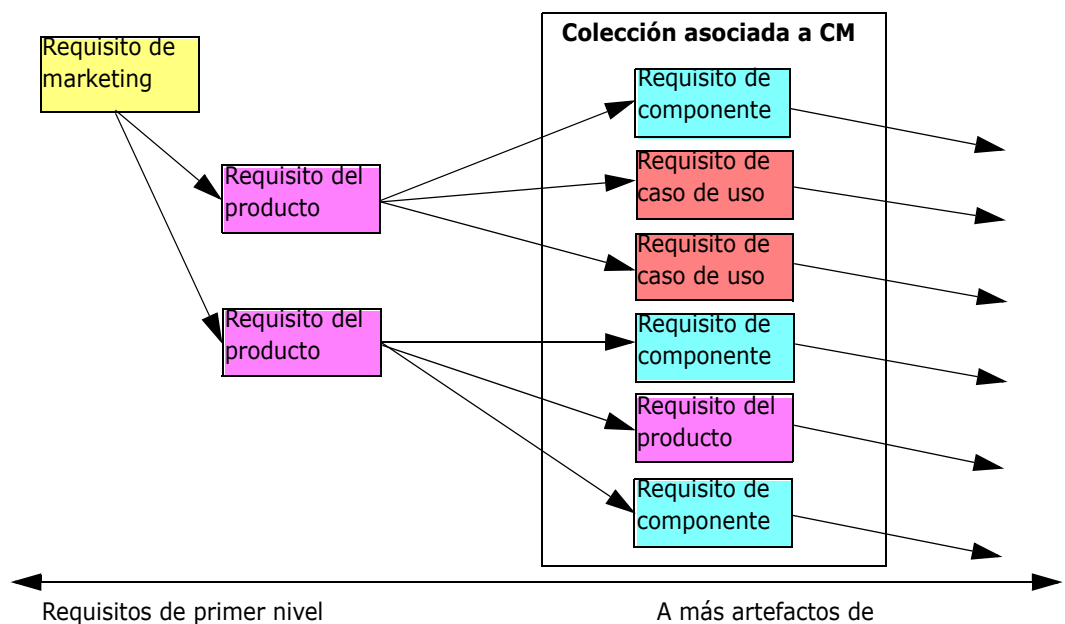 Colección asociada a CM
Requisito de
marketing
Requisito del
producto
Requisito del
producto
Requisito de
componente
Requisito de
caso de uso
Requisito de
caso de uso
Requisito de
componente
Requisito del
producto
Requisito de
componente
Requisitos de primer nivel
A más artefactos de